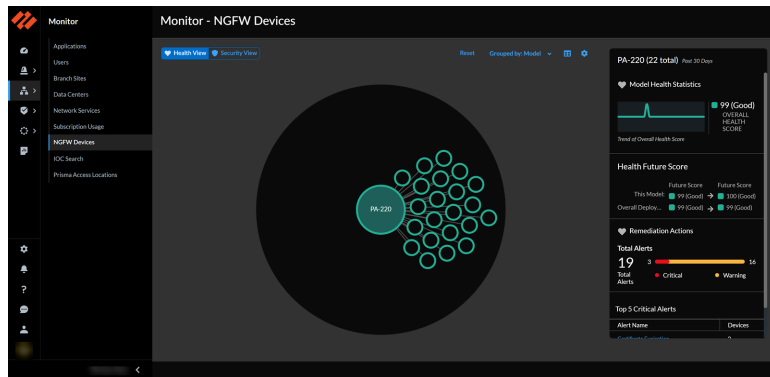 Monitor
Monitor - NGFW Devices
Applications
Users
Branch Sites
Data Centers
Network Services
Subscription Usage
NGFW Devices
IOC Search
Prisma Access Locations
Health View
Security View
Reset
Grouped by: Model
PA-220
PA-220 (22 total) Past 30 Days
Model Health Statistics
99 (Good)
OVERALL
HEALTH
SCORE
Trend of Overall Health Score
Health Future Score
Future Score Future Score
This Model: 99 (Good) → 100 (Good)
Overall Deploy... 99 (Good) → 99 (Good)
Remediation Actions
Total Alerts
19 3 16
Total
Alerts
Critical Warning
Top 5 Critical Alerts
Alert Name Devices